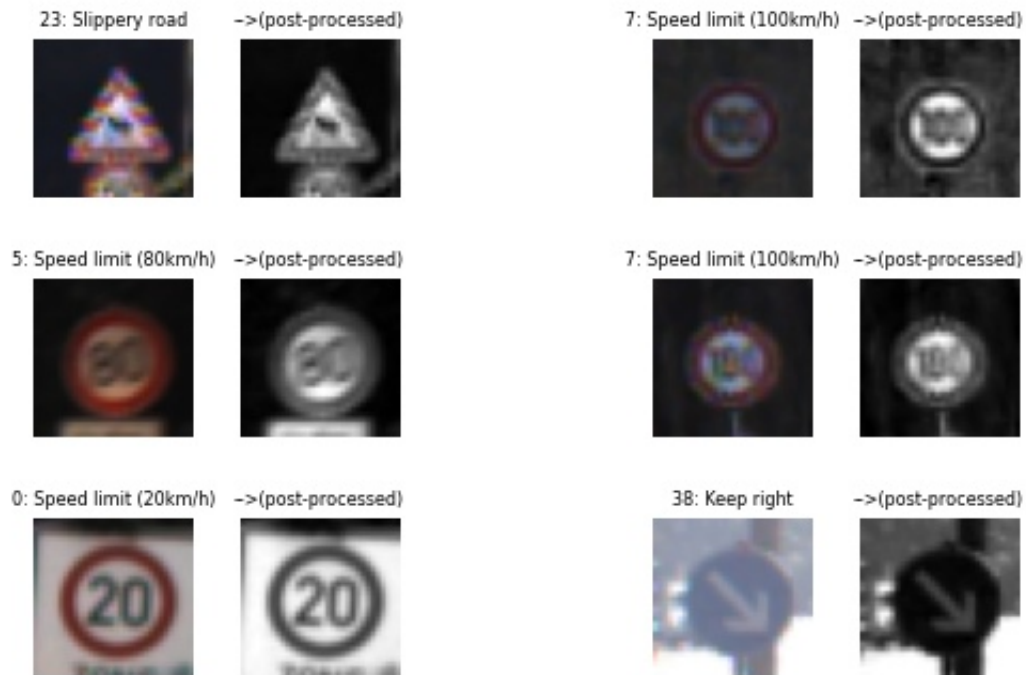 23: Slippery road -->(post-processed)
7: Speed limit (100km/h) -->(post-processed)
5: Speed limit (80km/h) -->(post-processed)
80
80
7: Speed limit (100km/h) -->(post-processed)
100
100
0: Speed limit (20km/h) -->(post-processed)
20
20
38: Keep right -->(post-processed)